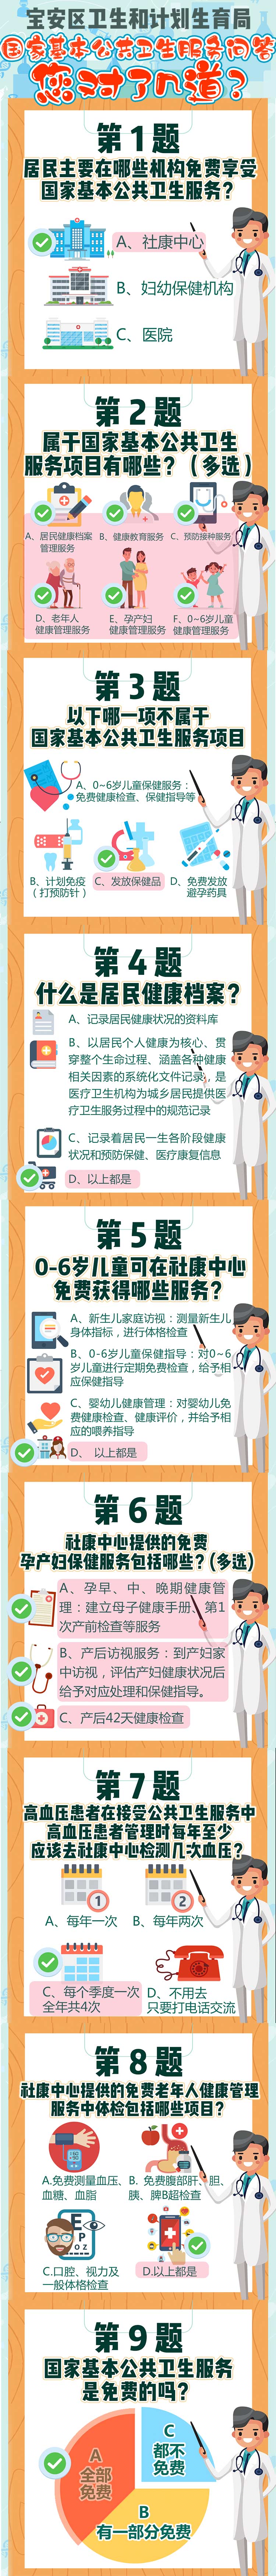 宝安区卫生和计划生育局
国家基本公共卫生服务问答
您对了几道?
第1题
居民主要在哪些机构免费享受
国家基本公共卫生服务?
A、社康中心
B、妇幼保健机构
C、医院
第2题
属于国家基本公共卫生
服务项目有哪些?(多选)
A、居民健康档案
管理服务
B、健康教育服务
C、预防接种服务
D、老年人
健康管理服务
E、孕产妇
健康管理服务
F、0~6岁儿童
健康管理服务
第3题
以下哪一项不属于
国家基本公共卫生服务项目
A、0~6岁儿童保健服务:
免费健康检查、保健指导等
B、计划免疫
(打预防针)
C、发放保健品
D、免费发放
避孕药具
第4题
什么是居民健康档案?
A、记录居民健康状况的资料库
B、以居民个人健康为核心、贯
穿整个生命过程、涵盖各种健康
相关因素的系统化文件记录,是
医疗卫生机构为城乡居民提供医
疗卫生服务过程中的规范记录
C、记录着居民一生各阶段健康
状况和预防保健、医疗康复信息
D、以上都是
第5题
0-6岁儿童可在社康中心
免费获得哪些服务?
A、新生儿家庭访视:测量新生儿
身体指标,进行体格检查
B、0-6岁儿童保健指导:对0~6
岁儿童进行定期免费检查,给予相
应保健指导
C、婴幼儿健康管理:对婴幼儿免
费健康检查、健康评价,并给予相
应的喂养指导
D、 以上都是
第6题
社康中心提供的免费
孕产妇保健服务包括哪些?(多选)
A、孕早、中、晚期健康管
理:建立母子健康手册、第1
次产前检查等服务
B、产后访视服务:到产妇家
中访视,评估产妇健康状况后
给予对应处理和保健指导。
C、产后42天健康检查
第7题
高血压患者在接受公共卫生服务中
高血压患者管理时每年至少
应该去社康中心检测几次血压?
1
2
A、每年一次
B、每年两次
C、每个季度一次
全年共4次
D、不用去
只要打电话交流
第8题
社康中心提供的免费老年人健康管理
服务中体检包括哪些项目?
A.免费测量血压、
血糖、血脂
B. 免费腹部肝、胆、
胰、脾B超检查
E
P
O Z
C.口腔、视力及
一般体格检查
D.以上都是
第9题
国家基本公共卫生服务
是免费的吗?
A
全部
免费
C
都不
免费
B
有一部分免费